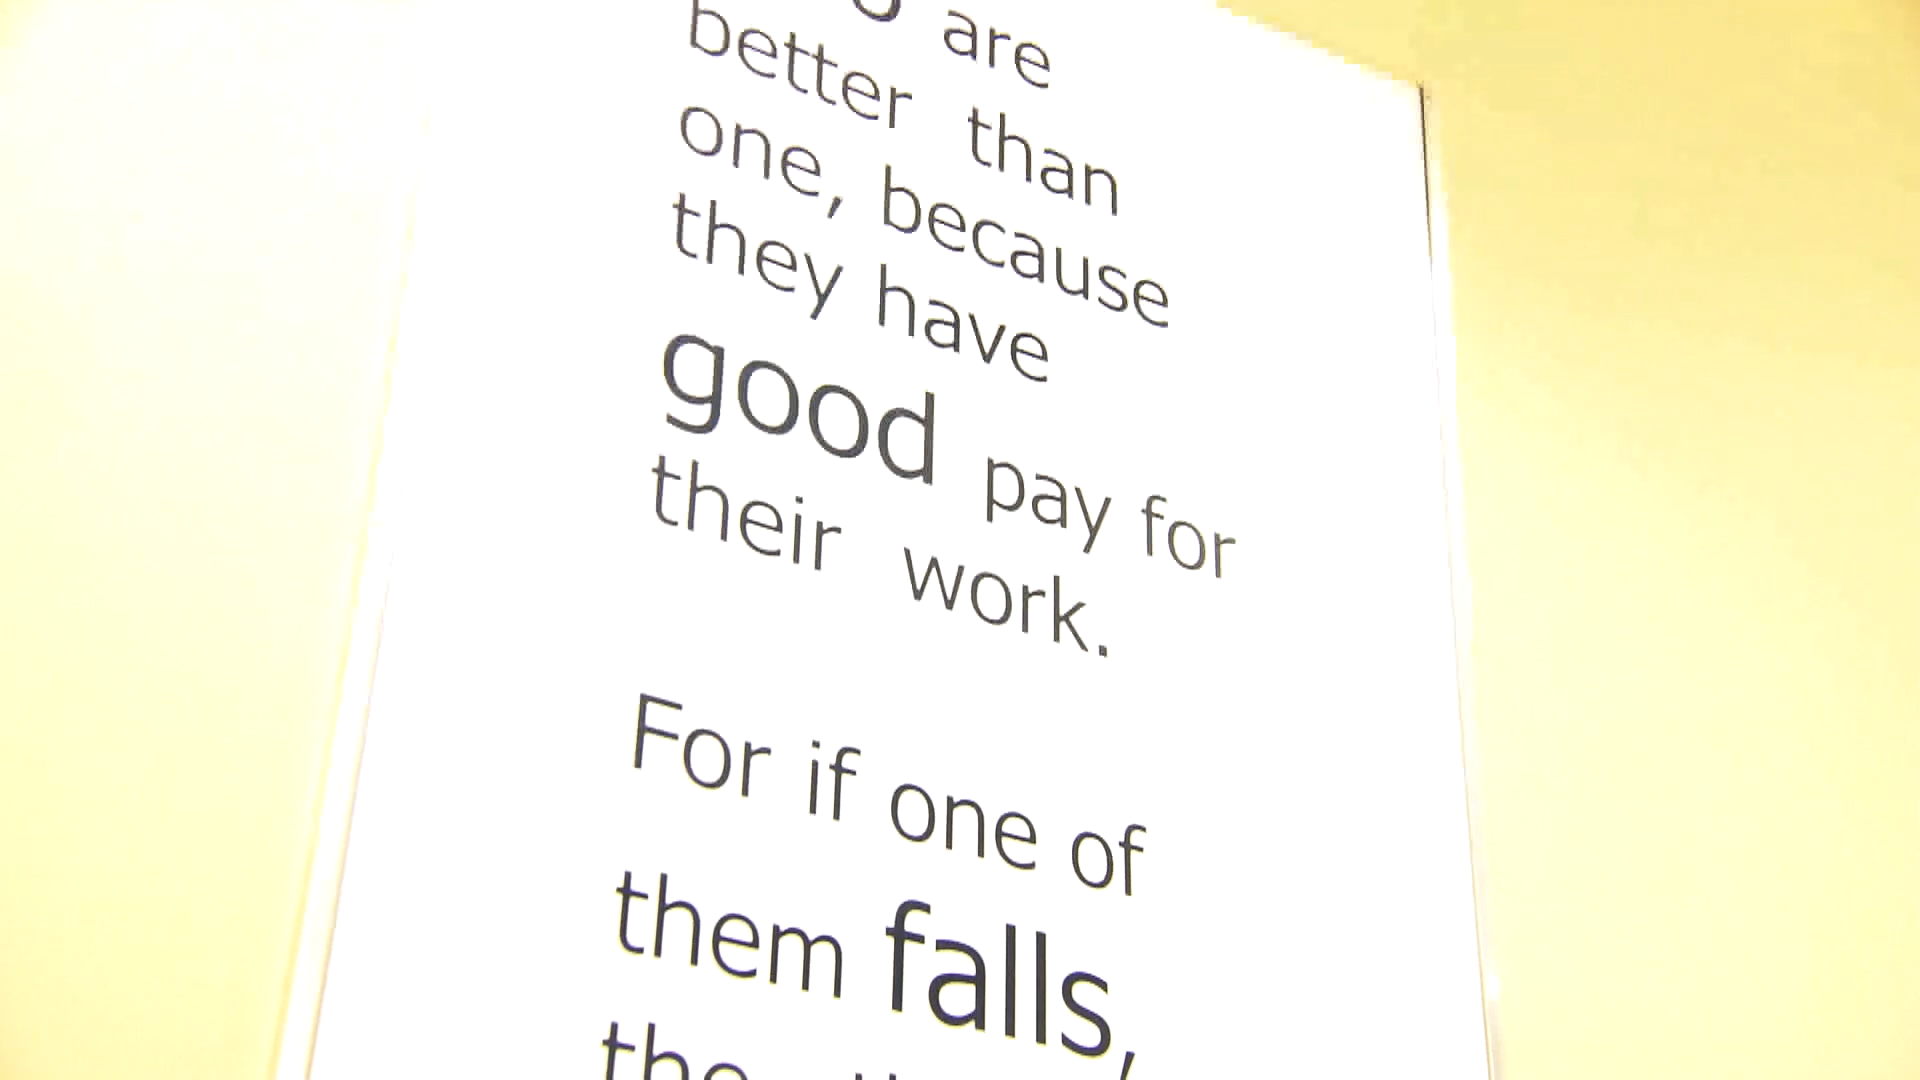 are
better than
one, because
they have
good pay for
their work.
For if one of
them falls,